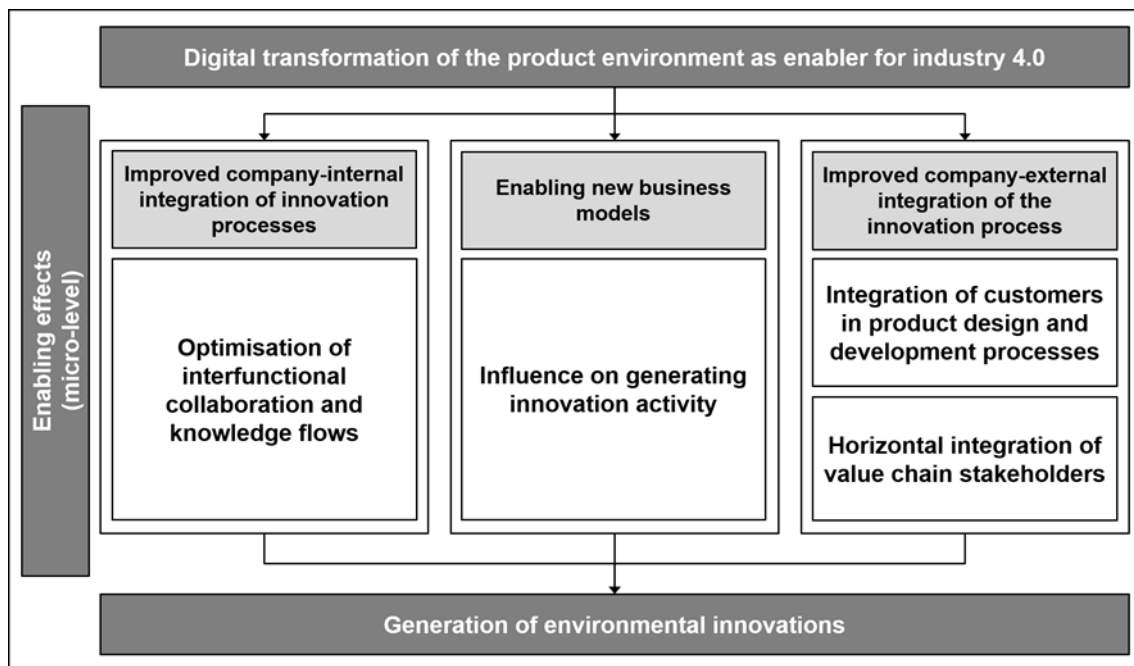 Digital transformation of the product environment as enabler for industry 4.0
Enabling effects
(micro-level)
Improved company-internal
integration of innovation
processes
Optimisation of
interfunctional
collaboration and
knowledge flows
Enabling new business
models
Influence on generating
innovation activity
Improved company-external
integration of the
innovation process
Integration of customers
in product design and
development processes
Horizontal integration of
value chain stakeholders
Generation of environmental innovations